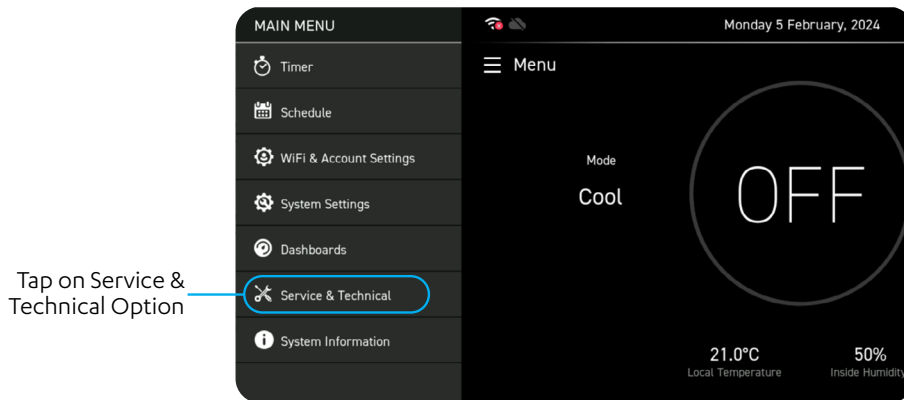 MAIN MENU
Monday 5 February, 2024
Timer
Menu
Schedule
WiFi & Account Settings
Mode
Cool
OFF
System Settings
Dashboards
Tap on Service &
Technical Option
Service & Technical
System Information
21.0°C
Local Temperature
50%
Inside Humidity